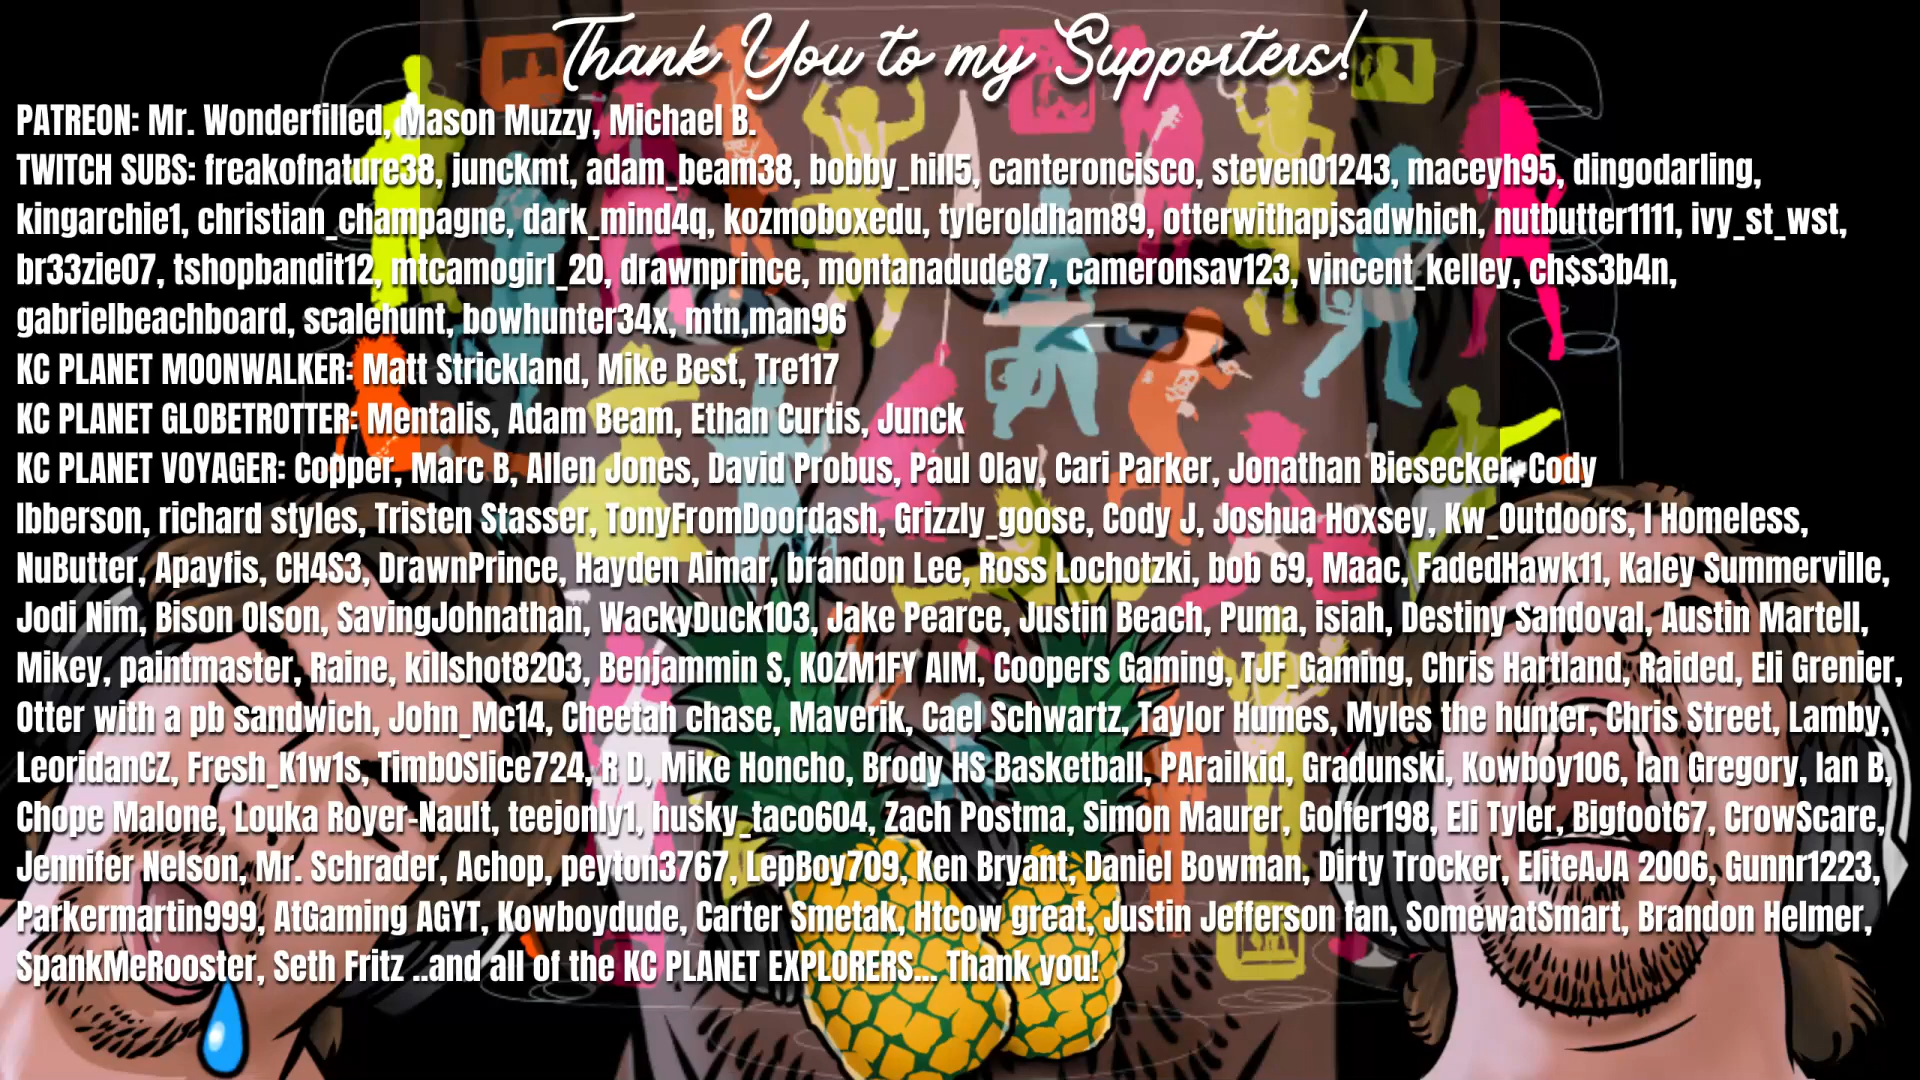 Thank You to my Supporters!
PATREON: Mr. Wonderfilled, Mason Muzzy, Michael B.
TWITCH SUBS: freakofnature38, junckmt, adam_beam38, bobby_hill5, canteroncisco, steven01243, maceyh95, dingodarling,
kingarchie1, christian_champagne, dark_mind4q, kozmoboxedu, tyleroldham89, otterwithapjsadwhich, nutbutter1111, ivy_st_wst,
br33zie07, tshopbandit12, mtcamogirl_20, drawnprince, montanadude87, cameronsav123, vincent_kelley, ch$s3b4n,
gabrielbeachboard, scalehunt, bowhunter34x, mtn,man96
KC PLANET MOONWALKER: Matt Strickland, Mike Best, Tre117
KC PLANET GLOBETROTTER: Mentalis, Adam Beam, Ethan Curtis, Junck
KC PLANET VOYAGER: Copper, Marc B, Allen Jones, David Probus, Paul Olav, Cari Parker, Jonathan Biesecker, Cody
Ibberson, richard styles, Tristen Stasser, TonyFromDoordash, Grizzly_goose, Cody J, Joshua Hoxsey, Kw_Outdoors, I Homeless,
NuButter, Apayfis, CH4S3, DrawnPrince, Hayden Aimar, brandon Lee, Ross Lochotzki, bob 69, Maac, FadedHawk11, Kaley Summerville,
Jodi Nim, Bison Olson, SavingJohnathan, WackyDuck103, Jake Pearce, Justin Beach, Puma, isiah, Destiny Sandoval, Austin Martell,
Mikey, paintmaster, Raine, killshot8203, Benjammin S, KOZM1FY AIM, Coopers Gaming, TJF_Gaming, Chris Hartland, Raided, Eli Grenier,
Otter with a pb sandwich, John_Mc14, Cheetah chase, Maverik, Cael Schwartz, Taylor Humes, Myles the hunter, Chris Street, Lamby,
LeoridanCZ, Fresh_K1w1s, TimbOSlice724, R D, Mike Honcho, Brody HS Basketball, PArailkid, Gradunski, Kowboy106, Ian Gregory, Ian B,
Chope Malone, Louka Royer-Nault, teejonly1, husky_taco604, Zach Postma, Simon Maurer, Golfer198, Eli Tyler, Bigfoot67, CrowScare,
Jennifer Nelson, Mr. Schrader, Achop, peyton3767, LepBoy709, Ken Bryant, Daniel Bowman, Dirty Trocker, EliteAJA 2006, Gunnr1223,
Parkermartin999, AtGaming AGYT, Kowboydude, Carter Smetak, Htcow great, Justin Jefferson fan, SomewatSmart, Brandon Helmer,
SpankMeRooster, Seth Fritz ..and all of the KC PLANET EXPLORERS... Thank you!